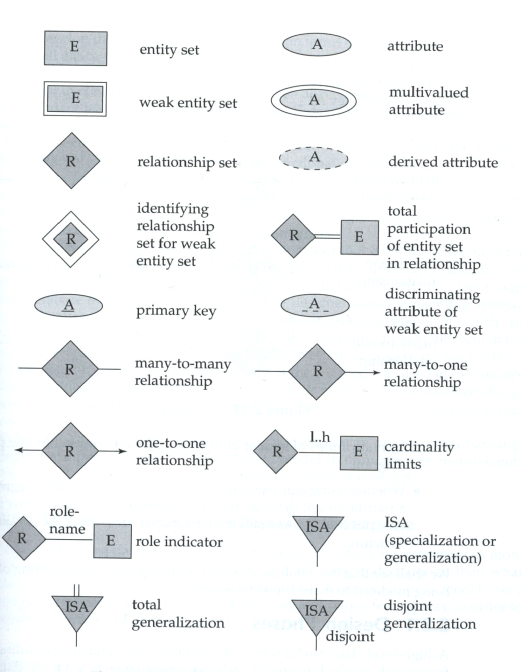 E
entity set
A
attribute
E
weak entity set
A
multivalued
attribute
R
relationship set
A
derived attribute
R
identifying
relationship
set for weak
entity set
R
E
total
participation
of entity set
in relationship
A
primary key
A
discriminating
attribute of
weak entity set
R
many-to-many
relationship
R
many-to-one
relationship
R
one-to-one
relationship
R
l..h
E
cardinality
limits
R
role-
name
E
role indicator
ISA
ISA
(specialization or
generalization)
ISA
total
generalization
ISA
disjoint
disjoint
generalization